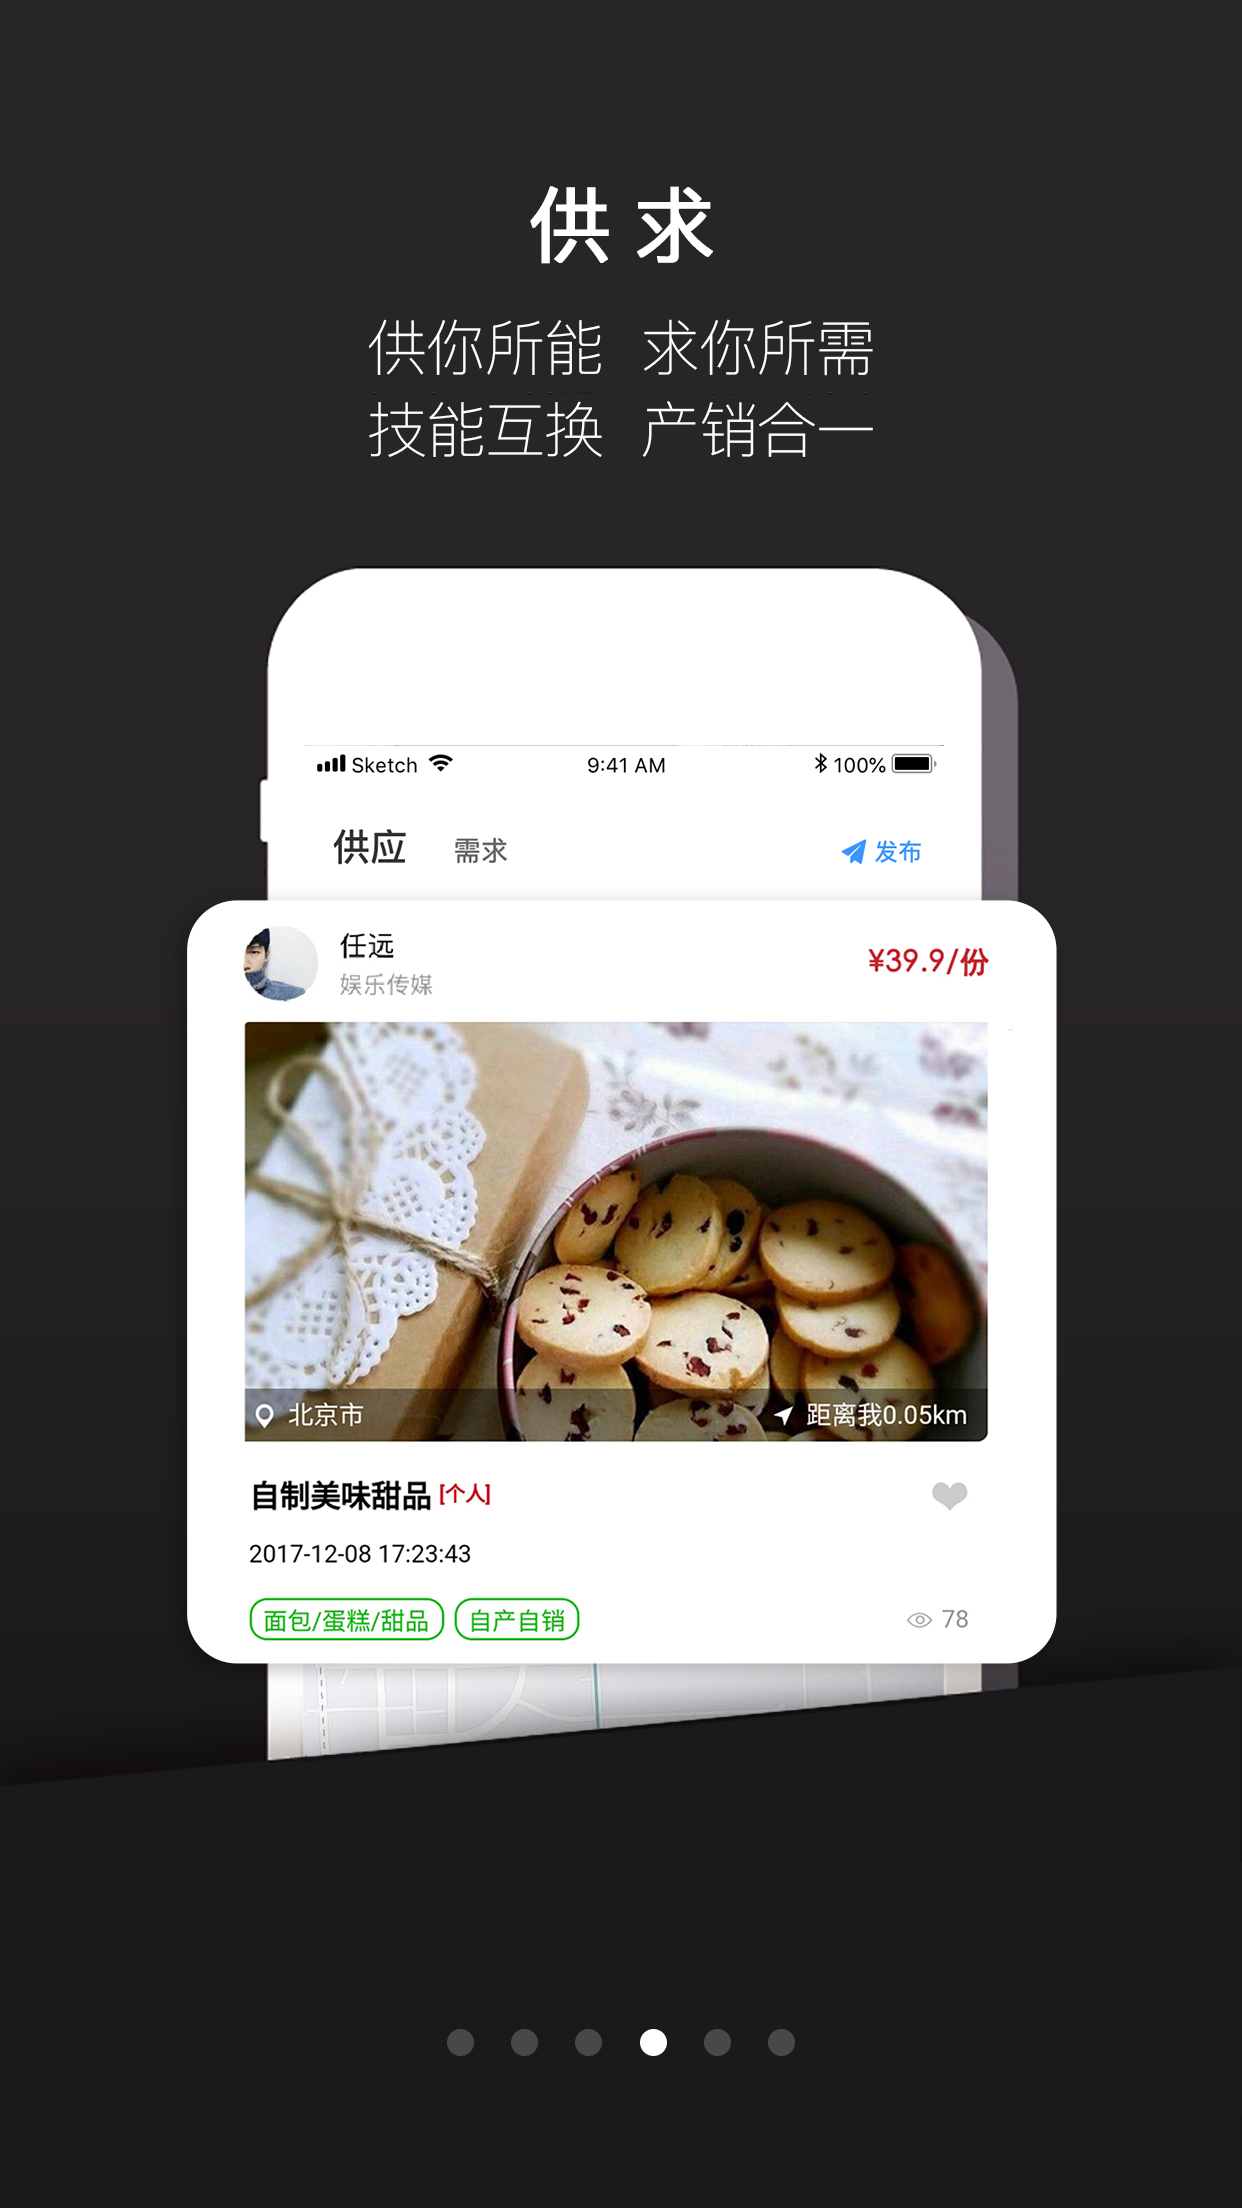 供求
供你所能 求你所需
技能互换 产销合一
Sketch 9:41 AM 100%
供应 需求 发布
任远 ¥39.9/份
娱乐传媒
北京市 距离我0.05km
自制美味甜品 [个人]
2017-12-08 17:23:43
面包/蛋糕/甜品 自产自销 78